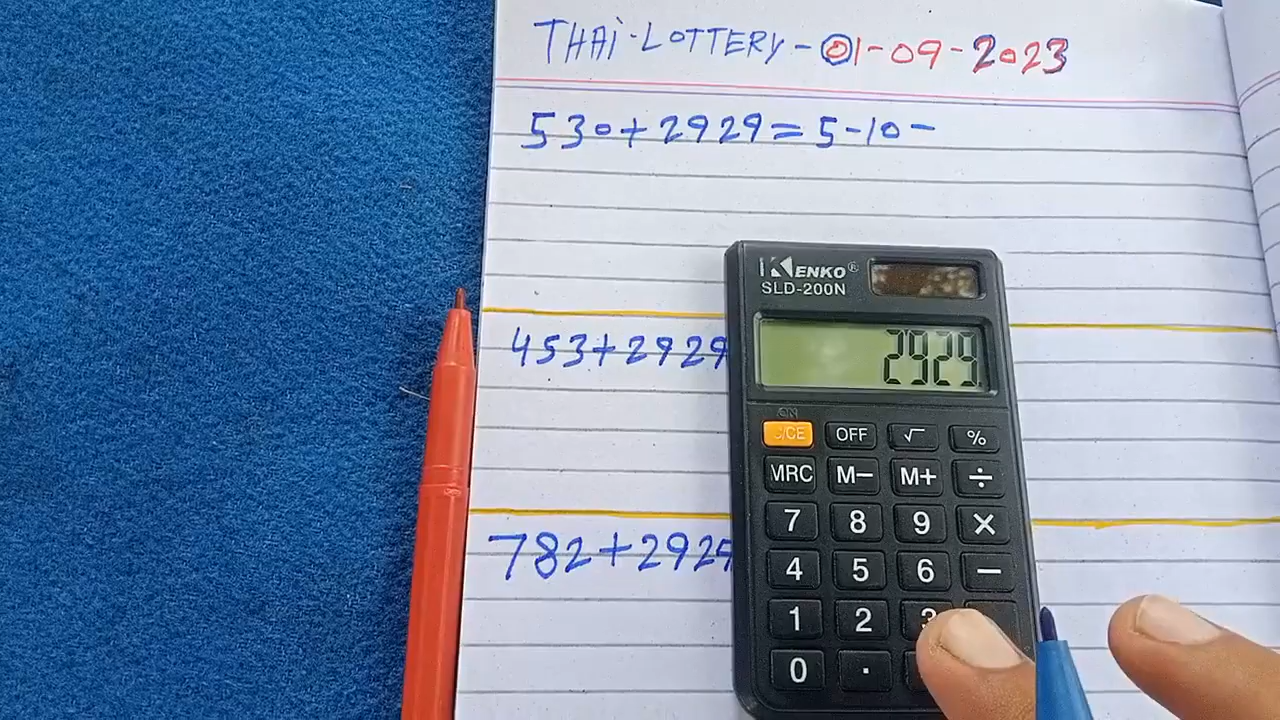 THAI-LOTTERY-01-09-2023
530+2929=5-10-
KENKO®
SLD-200N
453+2929
2929
ON
C/CE OFF √ %
MRC M− M+ ÷
782+2929
7 8 9 ×
4 5 6 −
1 2 3
0 .